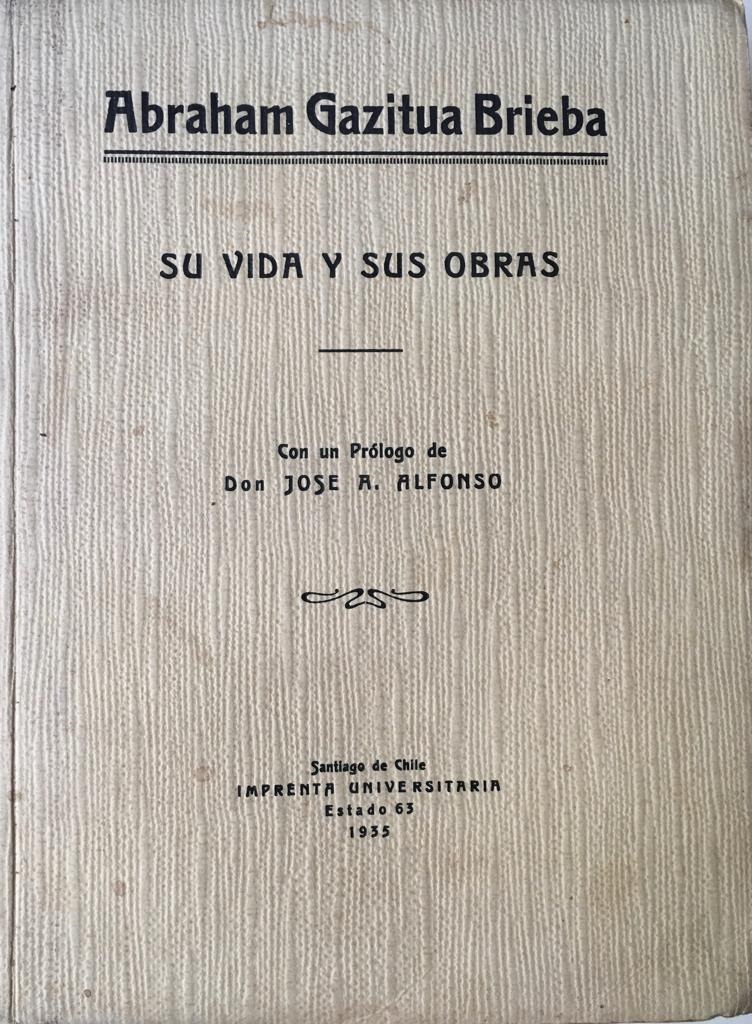 Abraham Gazitua Brieba
SU VIDA Y SUS OBRAS
Con un Prólogo de
Don JOSE A. ALFONSO
Santiago de Chile
IMPRENTA UNIVERSITARIA
Estado 63
1935